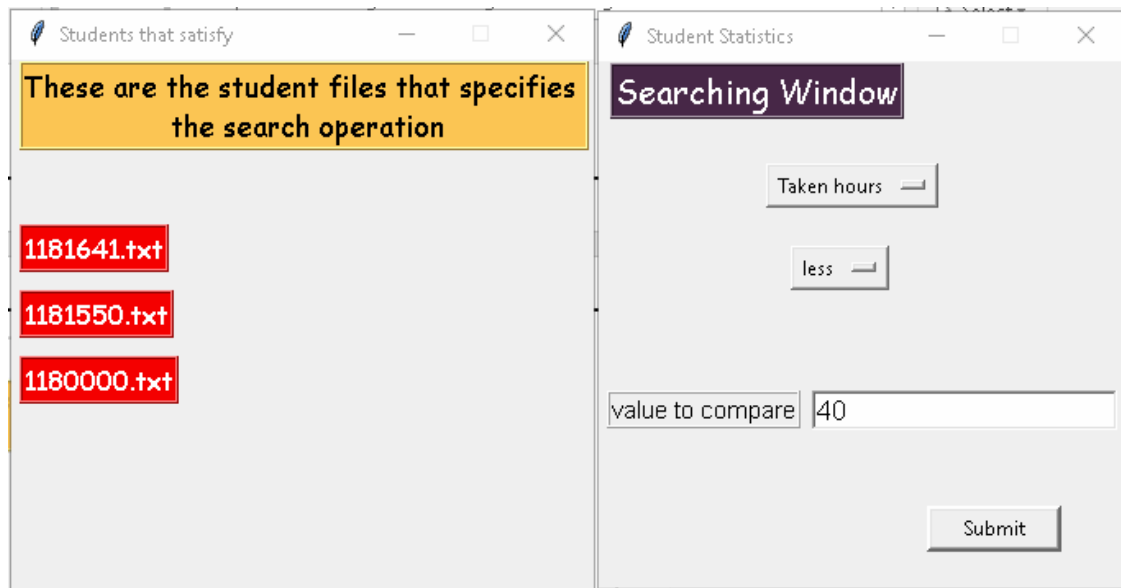 Students that satisfy
These are the student files that specifies
the search operation
1181641.txt
1181550.txt
1180000.txt
Student Statistics
Searching Window
Taken hours
less
value to compare
40
Submit